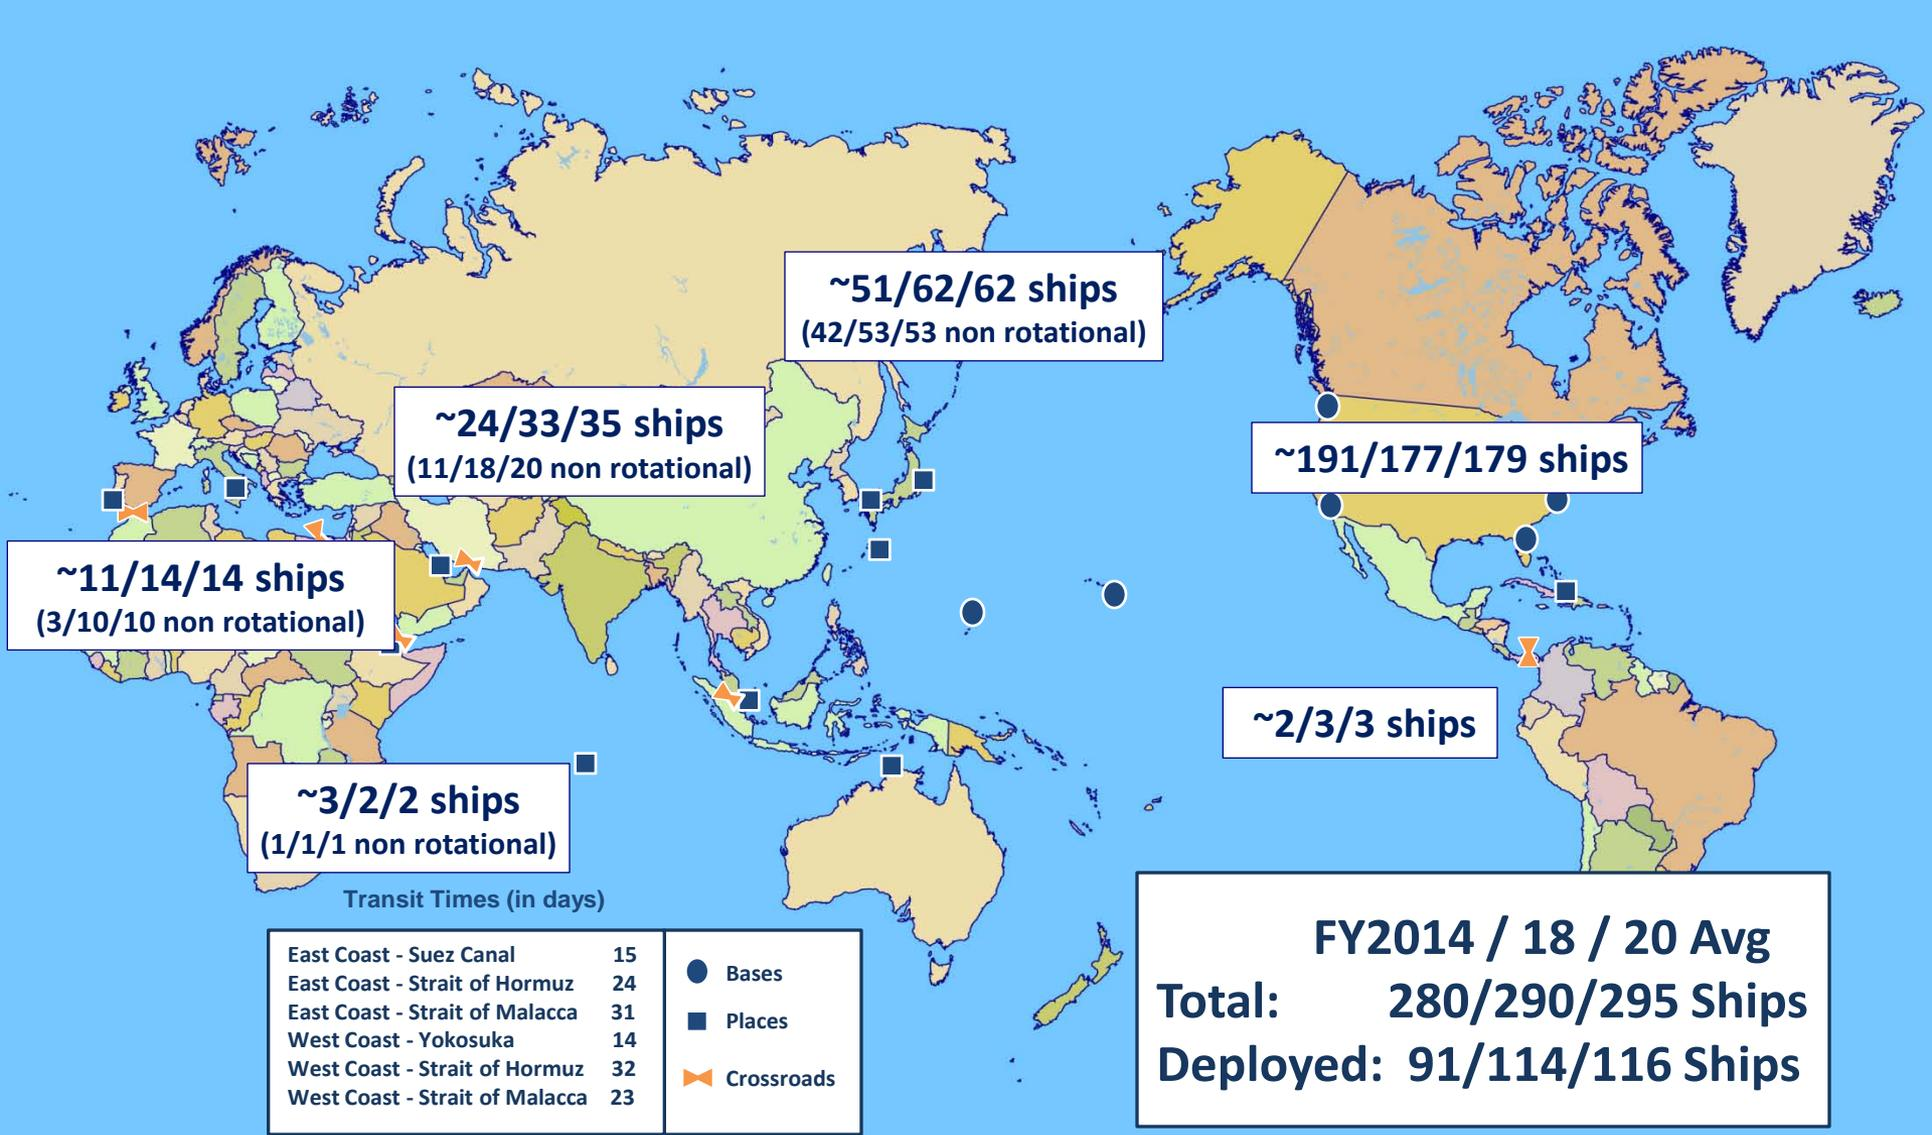 ~51/62/62 ships
(42/53/53 non rotational)
~24/33/35 ships
(11/18/20 non rotational)
~191/177/179 ships
~11/14/14 ships
(3/10/10 non rotational)
~2/3/3 ships
~3/2/2 ships
(1/1/1 non rotational)
Transit Times (in days)
East Coast - Suez Canal 15
East Coast - Strait of Hormuz 24
East Coast - Strait of Malacca 31
West Coast - Yokosuka 14
West Coast - Strait of Hormuz 32
West Coast - Strait of Malacca 23
Bases
Places
Crossroads
FY2014 / 18 / 20 Avg
Total: 280/290/295 Ships
Deployed: 91/114/116 Ships